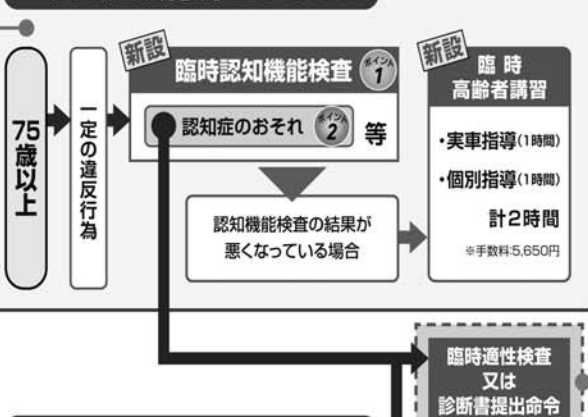 75歳以上
一定の違反行為
新設
臨時認知機能検査
ポイント1
認知症のおそれ
ポイント2
等
認知機能検査の結果が
悪くなっている場合
新設
臨時
高齢者講習
・実車指導(1時間)
・個別指導(1時間)
計2時間
※手数料:5,650円
臨時適性検査
又は
診断書提出命令